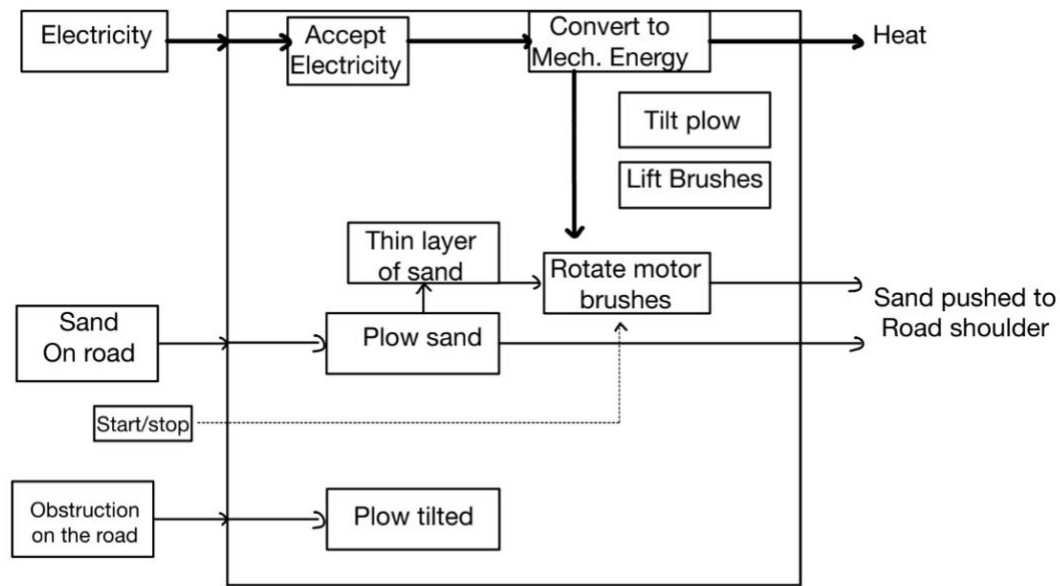 Electricity
Accept
Electricity
Convert to
Mech. Energy
Heat
Tilt plow
Lift Brushes
Thin layer
of sand
Rotate motor
brushes
Sand pushed to
Road shoulder
Sand
On road
Plow sand
Start/stop
Obstruction
on the road
Plow tilted